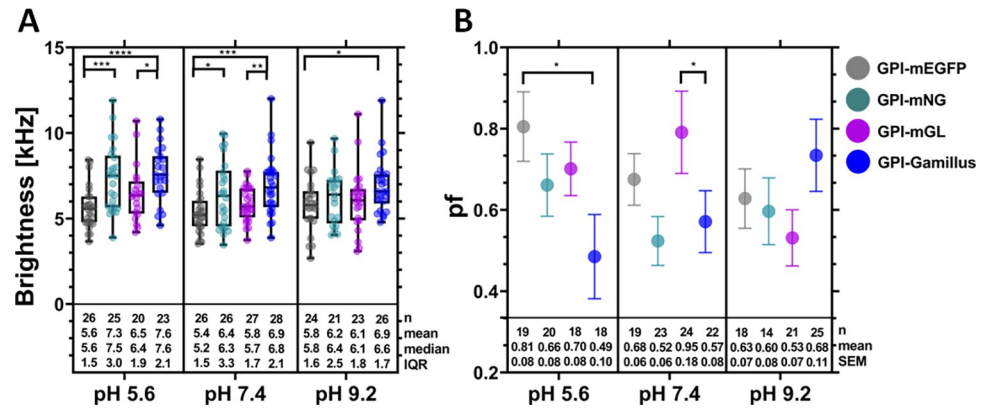 A
Brightness [kHz]
15
10
5
0
**** *** *
*** * **
*
26 25 20 23 26 26 27 28 24 21 23 26 n
5.6 7.3 6.5 7.6 5.4 6.4 5.8 6.9 5.8 6.2 6.1 6.9 mean
5.6 7.5 6.4 7.6 5.2 6.3 5.7 6.8 5.8 6.4 6.1 6.6 median
1.5 3.0 1.9 2.1 1.5 3.3 1.7 2.1 1.6 2.5 1.8 1.7 IQR
pH 5.6 pH 7.4 pH 9.2
B
pf
1.0
0.8
0.6
0.4
0.2
* *
19 20 18 18 19 23 24 22 18 14 21 25 n
0.81 0.66 0.70 0.49 0.68 0.52 0.95 0.57 0.63 0.60 0.53 0.68 mean
0.08 0.08 0.08 0.10 0.06 0.06 0.18 0.08 0.07 0.08 0.07 0.11 SEM
pH 5.6 pH 7.4 pH 9.2
GPI-mEGFP
GPI-mNG
GPI-mGL
GPI-Gamillus